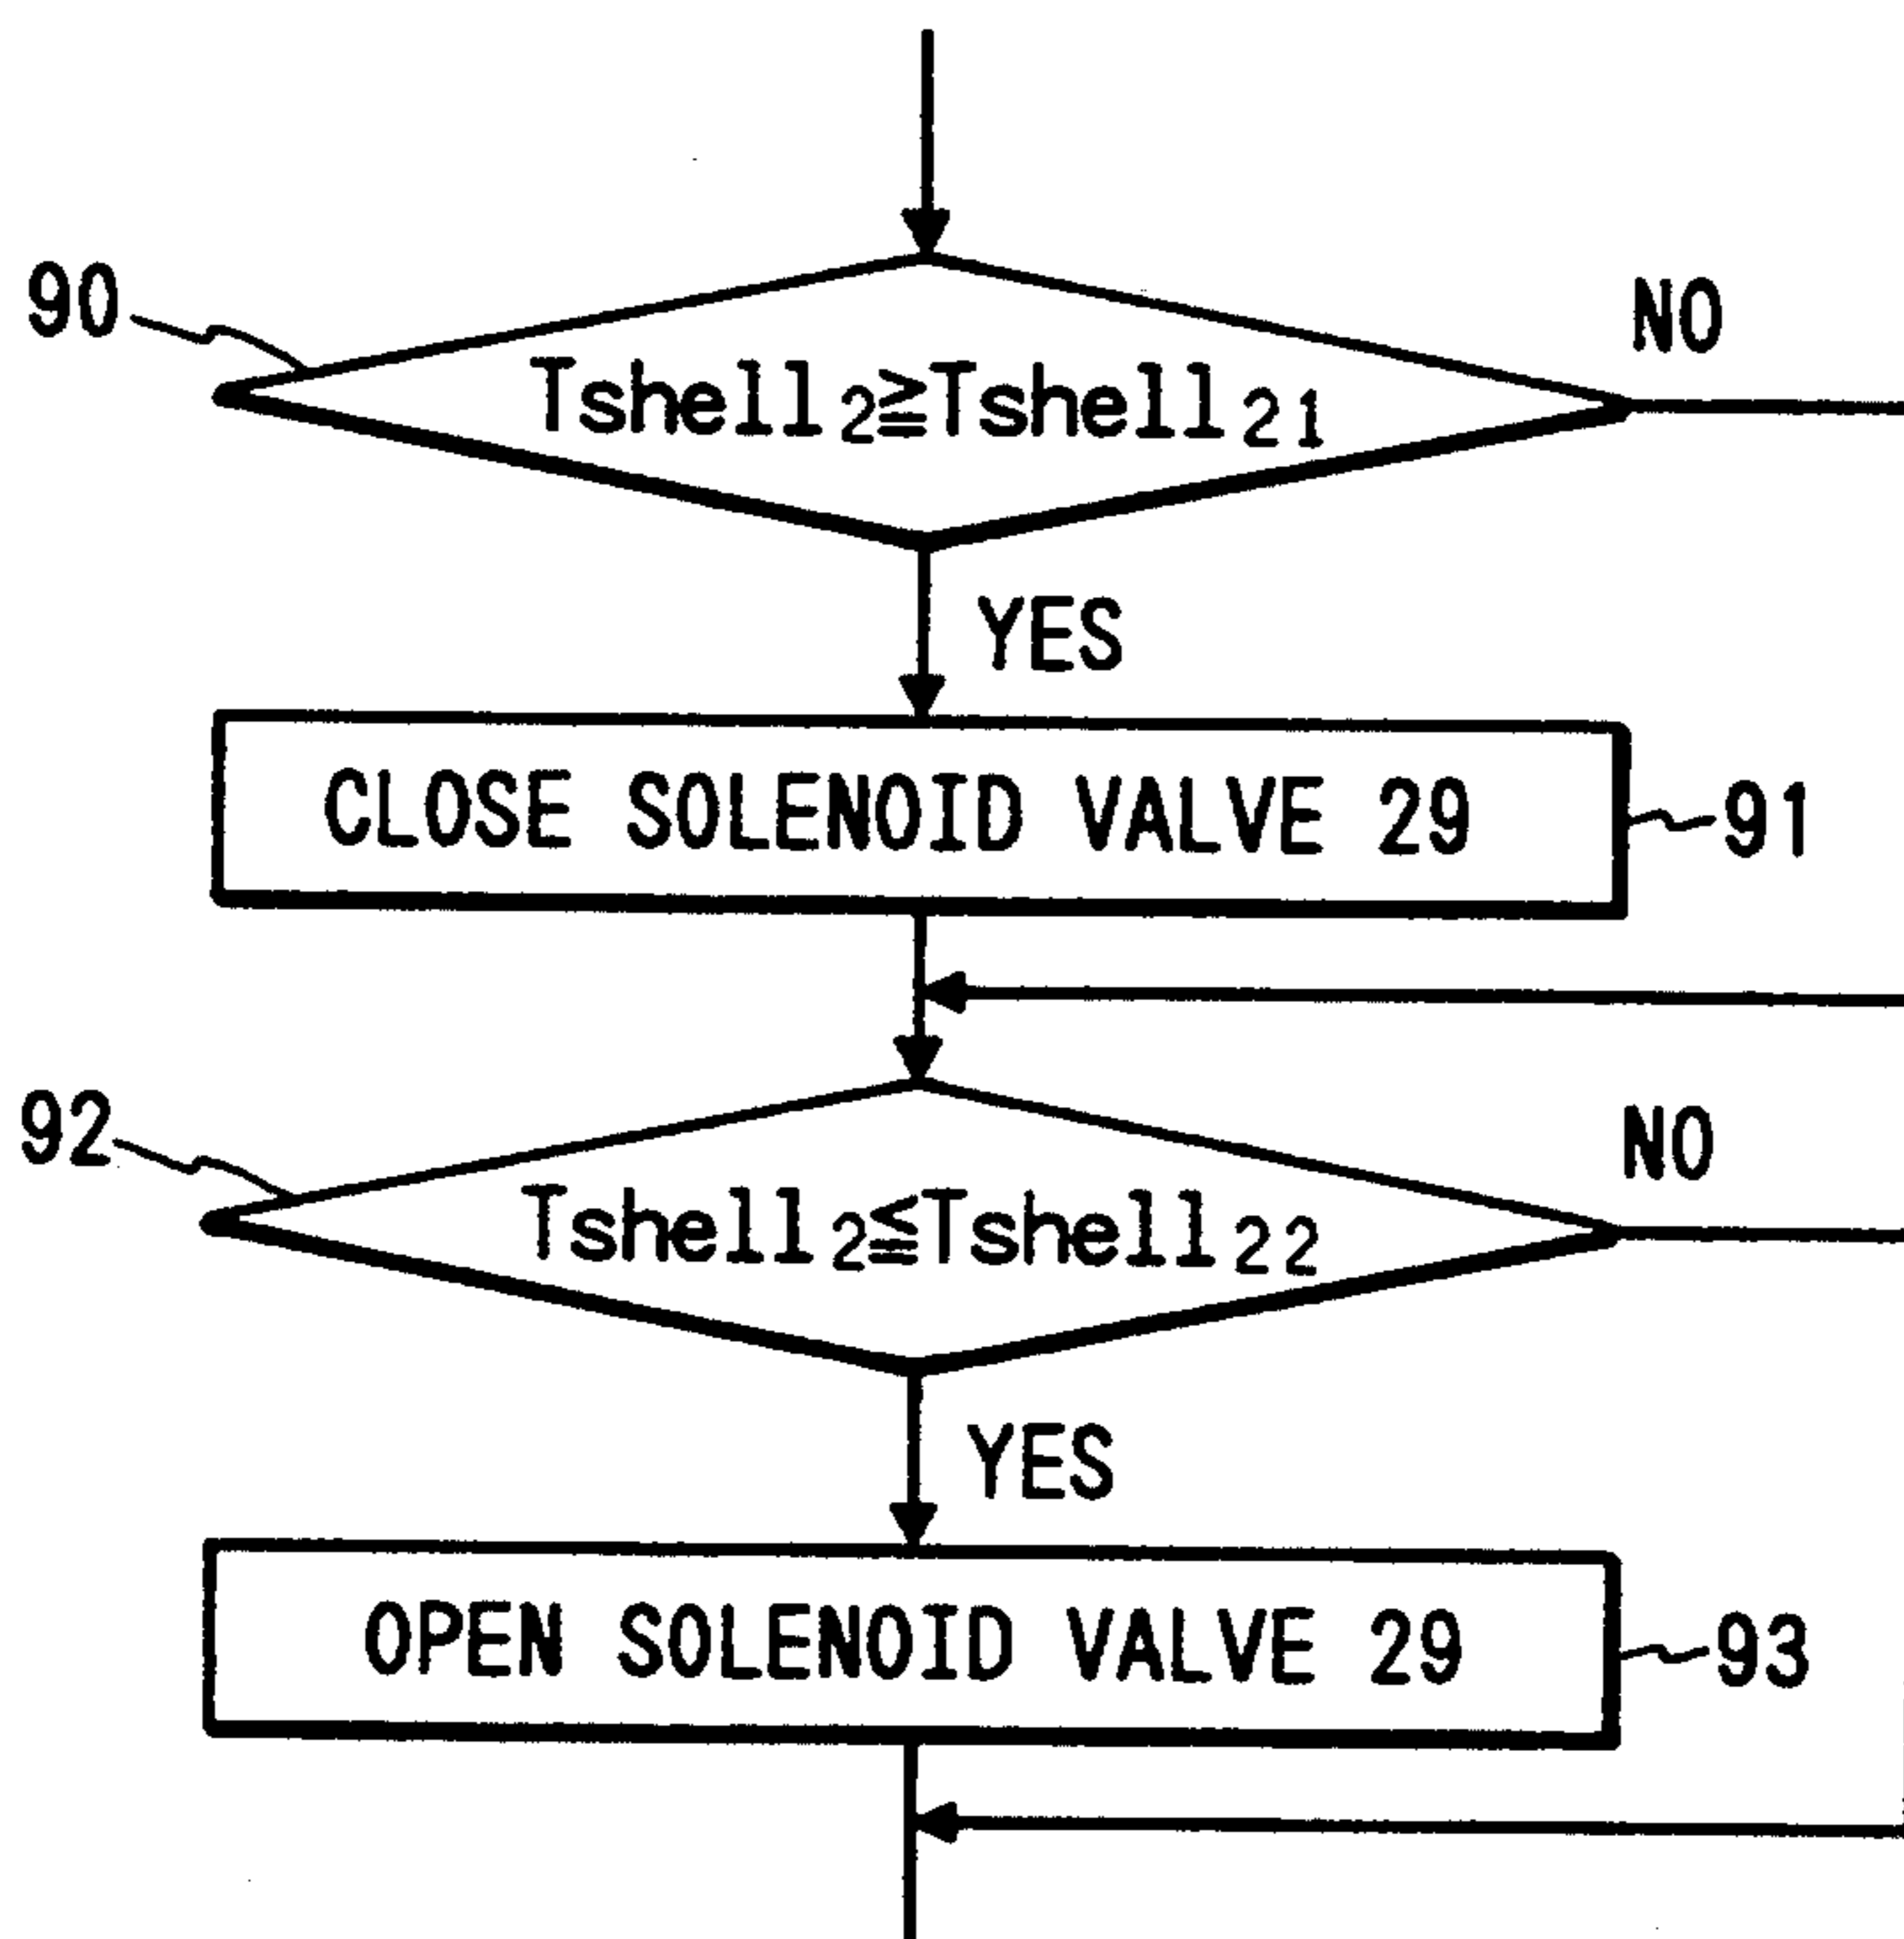 90
NO
Tshell₂≧Tshell₂₁
YES
CLOSE SOLENOID VALVE 29
91
92
NO
Tshell₂≦Tshell₂₂
YES
OPEN SOLENOID VALVE 29
93